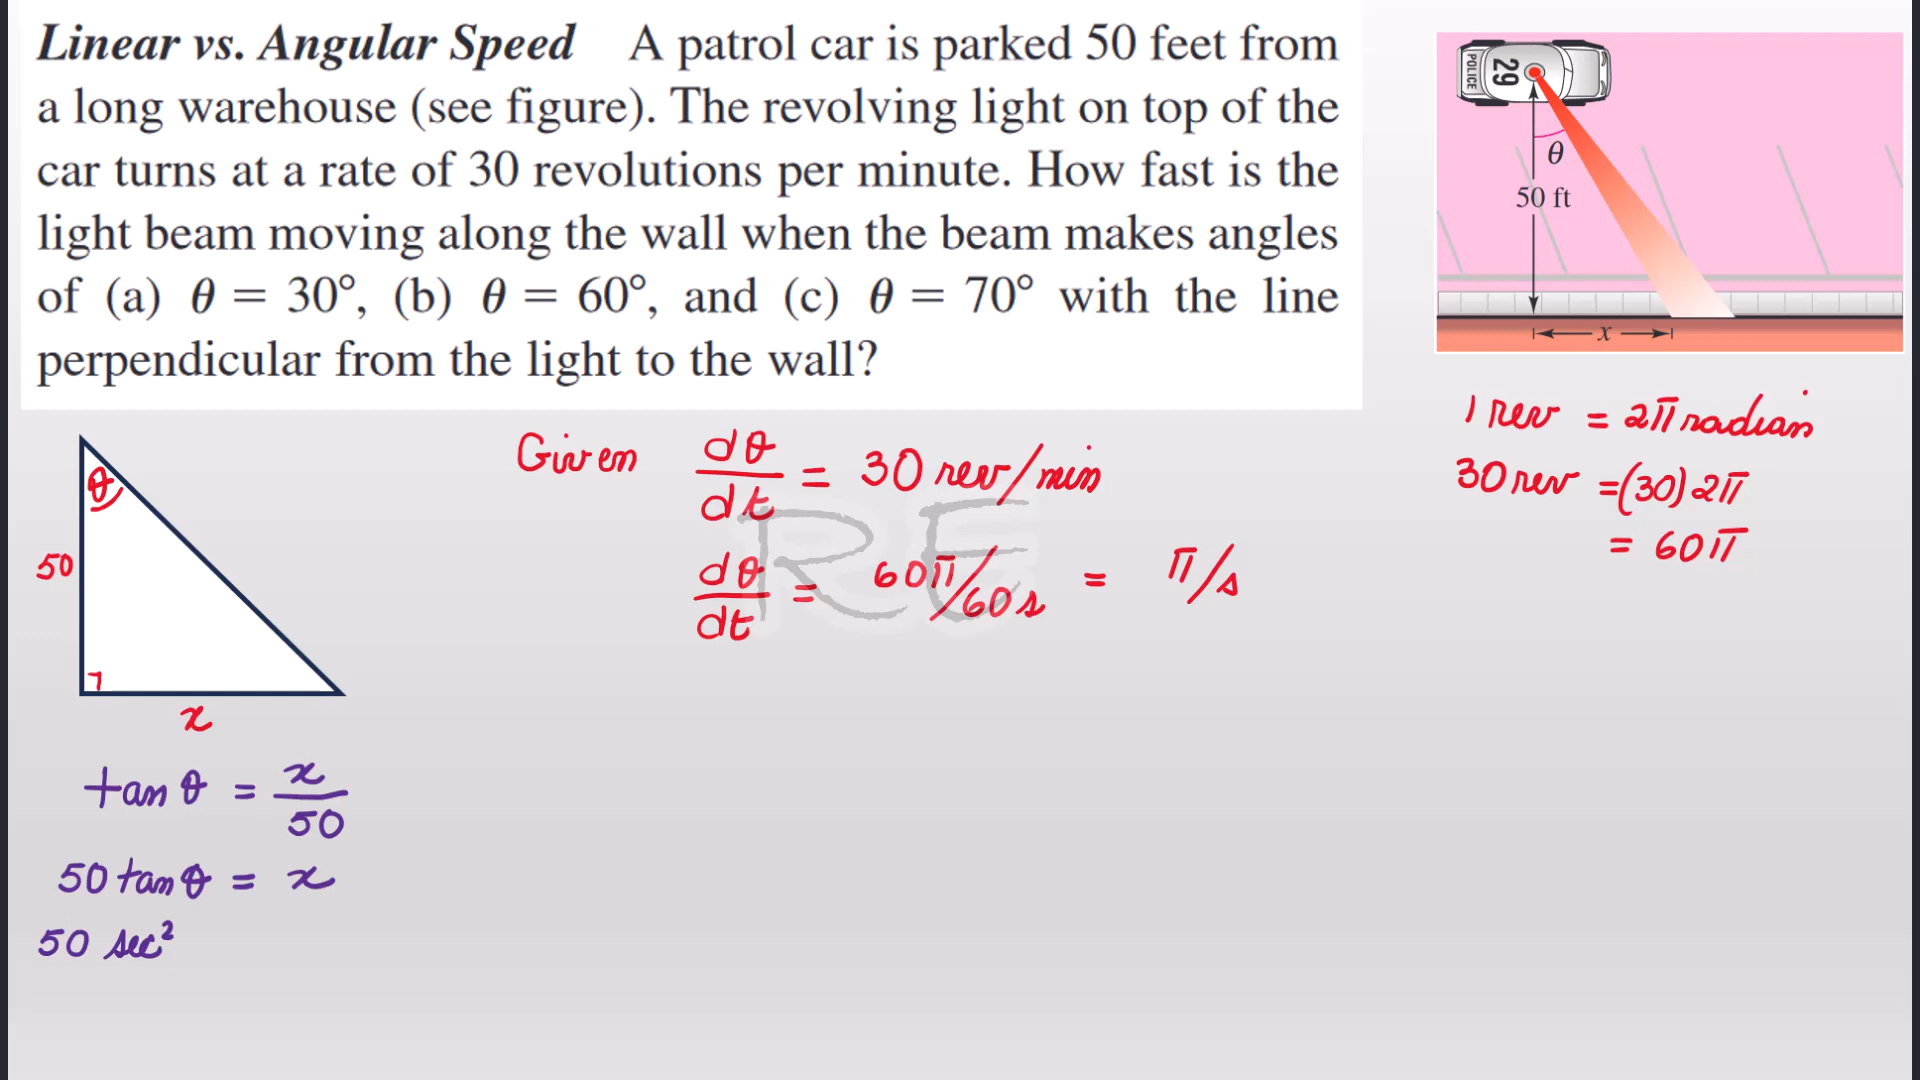 Linear vs. Angular Speed A patrol car is parked 50 feet from
a long warehouse (see figure). The revolving light on top of the
car turns at a rate of 30 revolutions per minute. How fast is the
light beam moving along the wall when the beam makes angles
of (a) θ = 30°, (b) θ = 60°, and (c) θ = 70° with the line
perpendicular from the light to the wall?
POLICE
29
θ
50 ft
x
1 rev = 2π radian
30 rev = (30) 2π
= 60π
Given dθ/dt = 30 rev/min
dθ/dt = 60π/60s = π/s
RE
θ
50
x
tan θ = x/50
50 tan θ = x
50 sec²